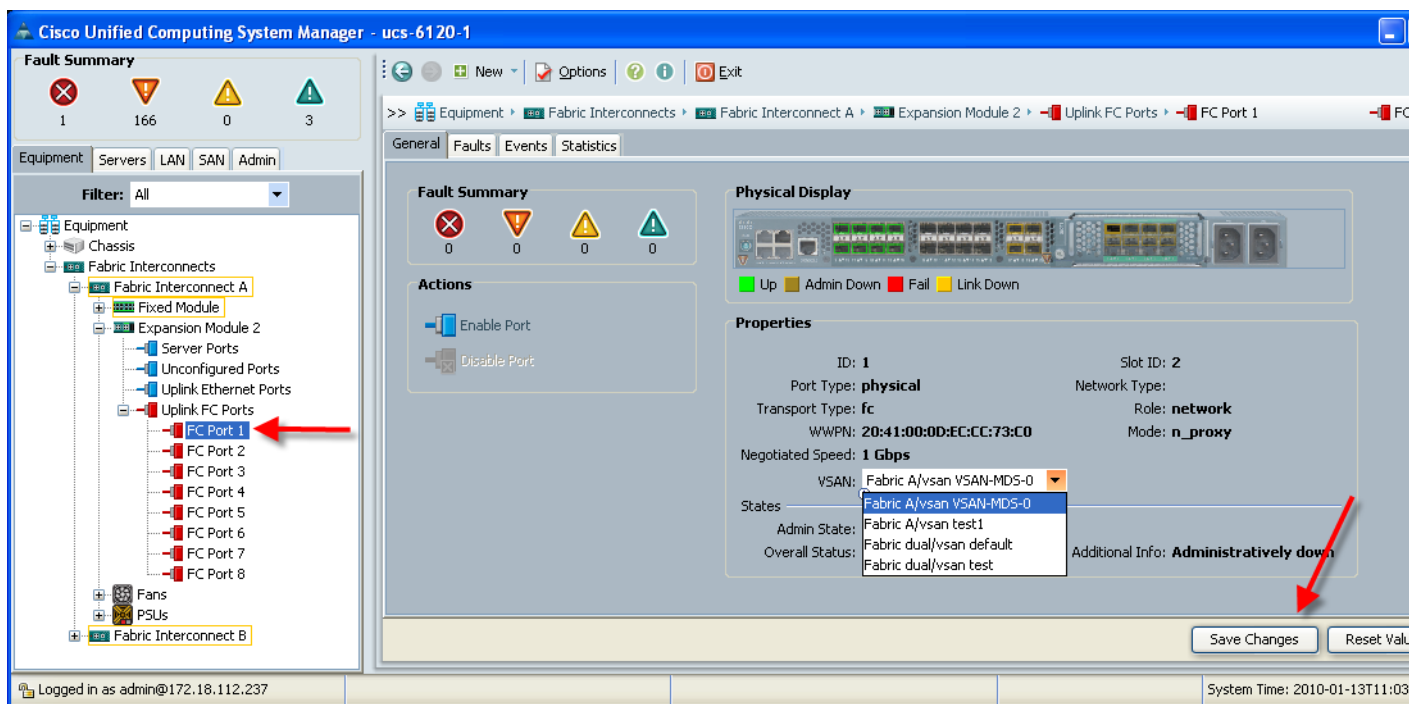 Cisco Unified Computing System Manager - ucs-6120-1
Fault Summary
1 166 0 3
Equipment Servers LAN SAN Admin
Filter: All
Equipment
Chassis
Fabric Interconnects
Fabric Interconnect A
Fixed Module
Expansion Module 2
Server Ports
Unconfigured Ports
Uplink Ethernet Ports
Uplink FC Ports
FC Port 1
FC Port 2
FC Port 3
FC Port 4
FC Port 5
FC Port 6
FC Port 7
FC Port 8
Fans
PSUs
Fabric Interconnect B
New Options Exit
>> Equipment Fabric Interconnects Fabric Interconnect A Expansion Module 2 Uplink FC Ports FC Port 1 FC
General Faults Events Statistics
Fault Summary
0 0 0 0
Actions
Enable Port
Disable Port
Physical Display
Up Admin Down Fail Link Down
Properties
ID: 1 Slot ID: 2
Port Type: physical Network Type:
Transport Type: fc Role: network
WWPN: 20:41:00:0D:EC:CC:73:C0 Mode: n_proxy
Negotiated Speed: 1 Gbps
VSAN: Fabric A/vsan VSAN-MDS-0
Fabric A/vsan VSAN-MDS-0
Fabric A/vsan test1
Fabric dual/vsan default
Fabric dual/vsan test
States
Admin State:
Overall Status: Additional Info: Administratively down
Save Changes Reset Valu
Logged in as admin@172.18.112.237 System Time: 2010-01-13T11:03